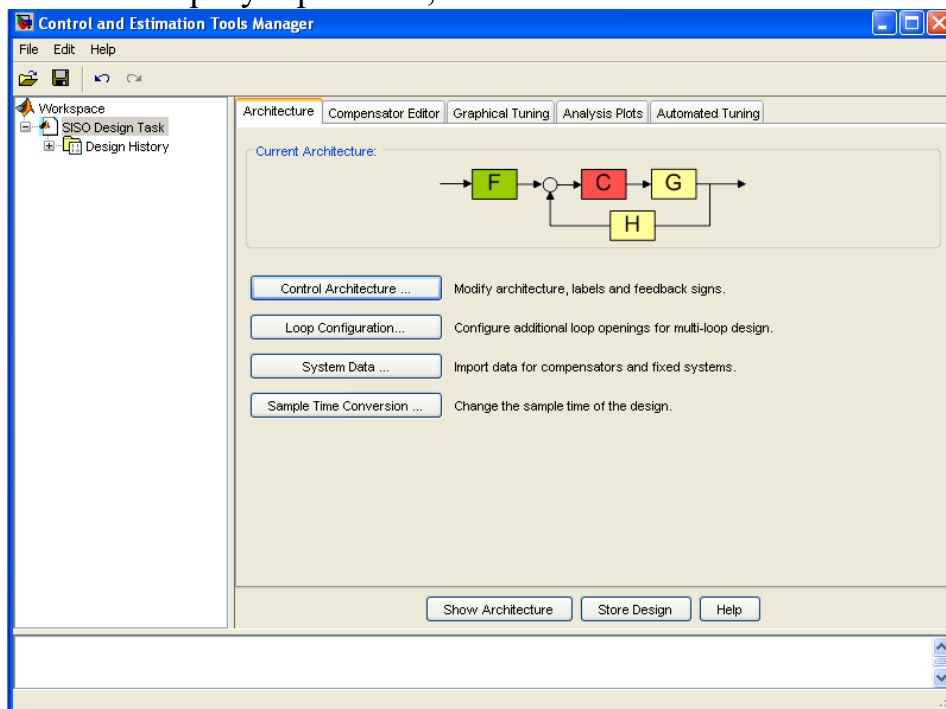 Control and Estimation Tools Manager
File Edit Help
Workspace
SISO Design Task
Design History
Architecture Compensator Editor Graphical Tuning Analysis Plots Automated Tuning
Current Architecture:
F C G
H
Control Architecture ... Modify architecture, labels and feedback signs.
Loop Configuration... Configure additional loop openings for multi-loop design.
System Data ... Import data for compensators and fixed systems.
Sample Time Conversion ... Change the sample time of the design.
Show Architecture Store Design Help